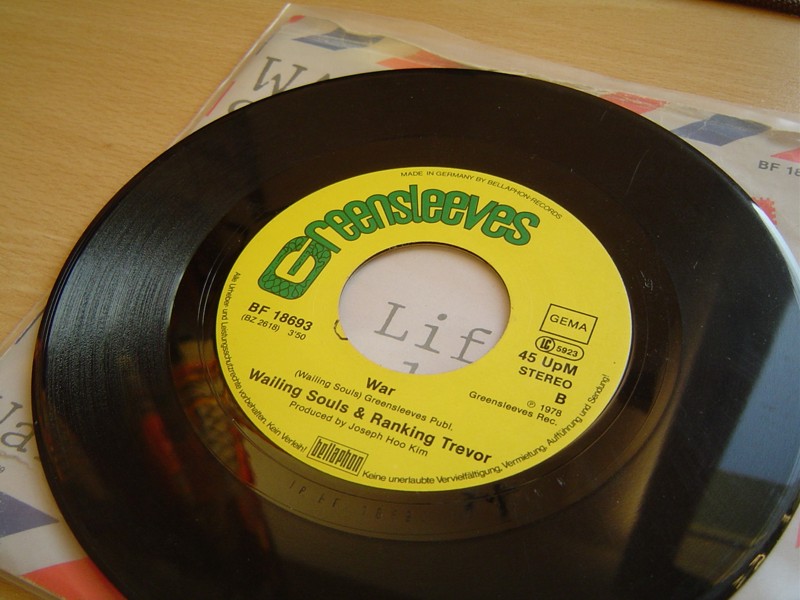 MADE IN GERMANY BY BELLAPHON-RECORDS
Greensleeves
BF 18693
(BZ 2618) 3'50
GEMA
LC 5923
45 UpM
STEREO
B
℗ 1978
Greensleeves Rec.
Lif
War
(Wailing Souls) Greensleeves Publ.
Wailing Souls & Ranking Trevor
Produced by Joseph Hoo Kim
bellaphon
Alle Urheber und Leistungsschutzrechte vorbehalten. Kein Verleih! Keine unerlaubte Vervielfältigung, Vermietung, Aufführung und Sendung!
BF 18